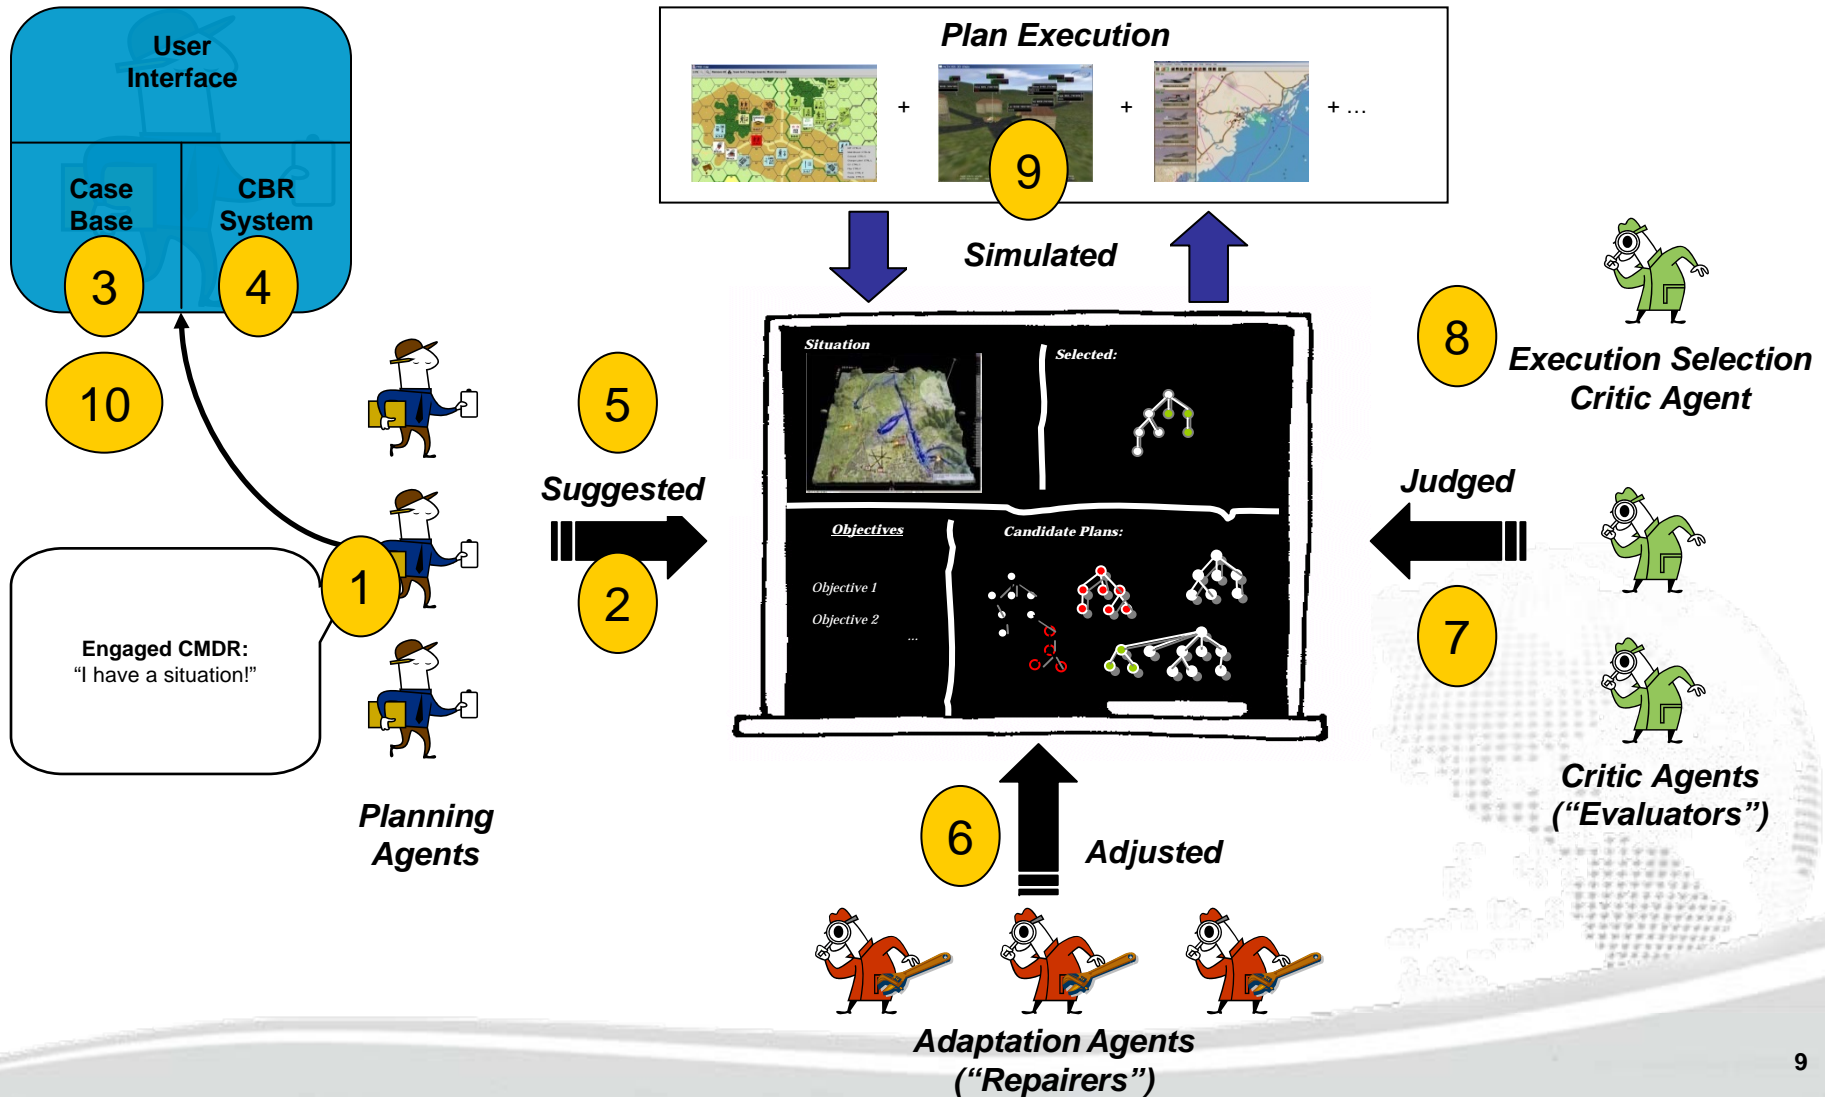 User
Interface
Case
Base
CBR
System
3
4
10
Plan Execution
+
+
+ ...
9
Simulated
8
Execution Selection
Critic Agent
5
Suggested
2
1
Engaged CMDR:
“I have a situation!”
Planning
Agents
Situation
Selected:
Objectives
Objective 1
Objective 2
...
Candidate Plans:
Judged
7
Critic Agents
(“Evaluators”)
6
Adjusted
Adaptation Agents
(“Repairers”)
9